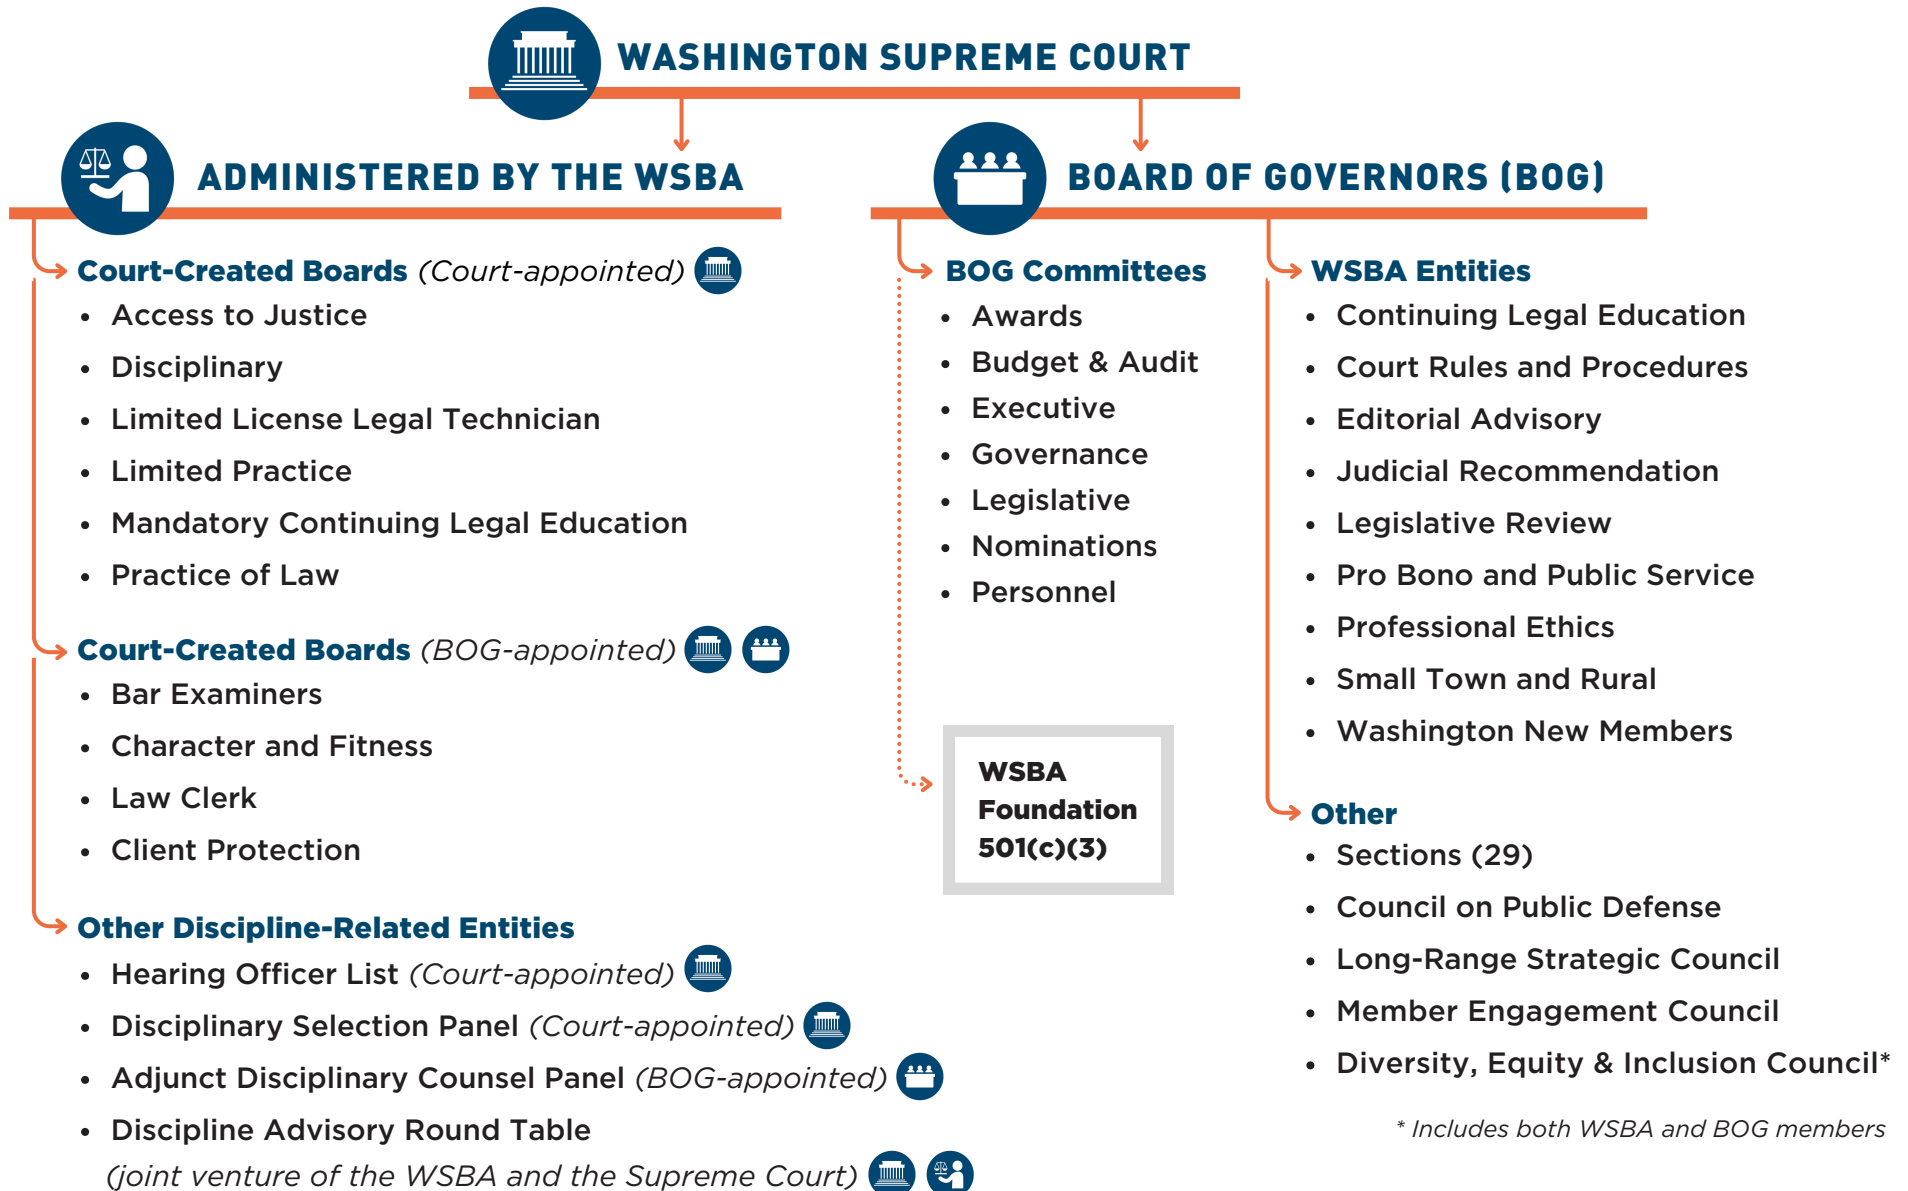 WASHINGTON SUPREME COURT
ADMINISTERED BY THE WSBA
Court-Created Boards (Court-appointed)
• Access to Justice
• Disciplinary
• Limited License Legal Technician
• Limited Practice
• Mandatory Continuing Legal Education
• Practice of Law
Court-Created Boards (BOG-appointed)
• Bar Examiners
• Character and Fitness
• Law Clerk
• Client Protection
Other Discipline-Related Entities
• Hearing Officer List (Court-appointed)
• Disciplinary Selection Panel (Court-appointed)
• Adjunct Disciplinary Counsel Panel (BOG-appointed)
• Discipline Advisory Round Table
(joint venture of the WSBA and the Supreme Court)
BOARD OF GOVERNORS (BOG)
BOG Committees
• Awards
• Budget & Audit
• Executive
• Governance
• Legislative
• Nominations
• Personnel
WSBA
Foundation
501(c)(3)
WSBA Entities
• Continuing Legal Education
• Court Rules and Procedures
• Editorial Advisory
• Judicial Recommendation
• Legislative Review
• Pro Bono and Public Service
• Professional Ethics
• Small Town and Rural
• Washington New Members
Other
• Sections (29)
• Council on Public Defense
• Long-Range Strategic Council
• Member Engagement Council
• Diversity, Equity & Inclusion Council*
* Includes both WSBA and BOG members